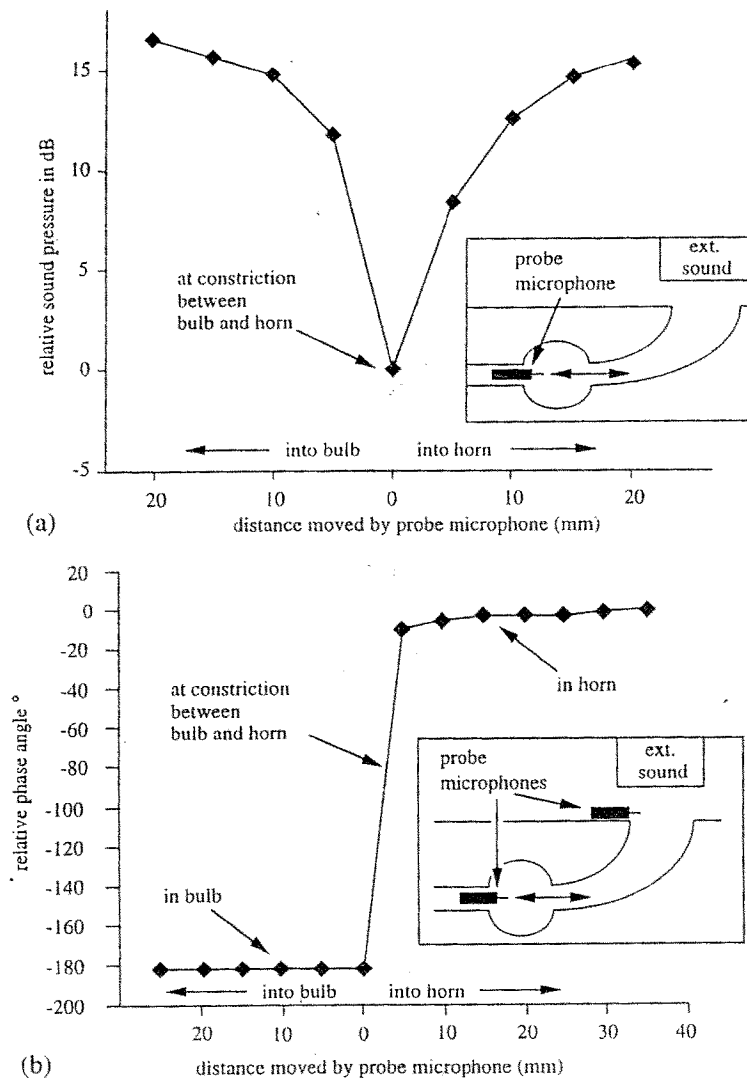 15
10
5
0
-5
relative sound pressure in dB
at constriction
between
bulb and horn
probe
microphone
ext.
sound
into bulb
into horn
20
10
0
10
20
(a)
distance moved by probe microphone (mm)
20
0
-20
-40
-60
-80
-100
-120
-140
-160
-180
-200
relative phase angle °
at constriction
between
bulb and horn
in horn
in bulb
probe
microphones
ext.
sound
into bulb
into horn
20
10
0
10
20
30
40
(b)
distance moved by probe microphone (mm)